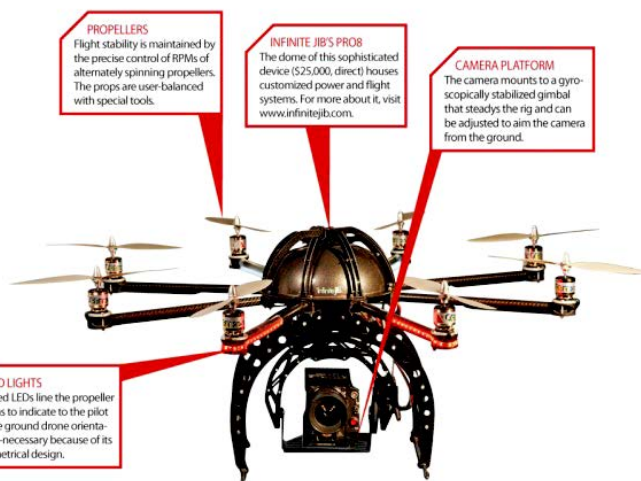 PROPELLERS
Flight stability is maintained by
the precise control of RPMs of
alternately spinning propellers.
The props are user-balanced
with special tools.
INFINITE JIB'S PRO8
The dome of this sophisticated
device ($25,000, direct) houses
customized power and flight
systems. For more about it, visit
www.infinitejib.com.
CAMERA PLATFORM
The camera mounts to a gyro-
scopically stabilized gimbal
that steadys the rig and can
be adjusted to aim the camera
from the ground.
infinitejib
LIGHTS
LEDs line the propeller
to indicate to the pilot
ground drone orienta-
necessary because of its
design.